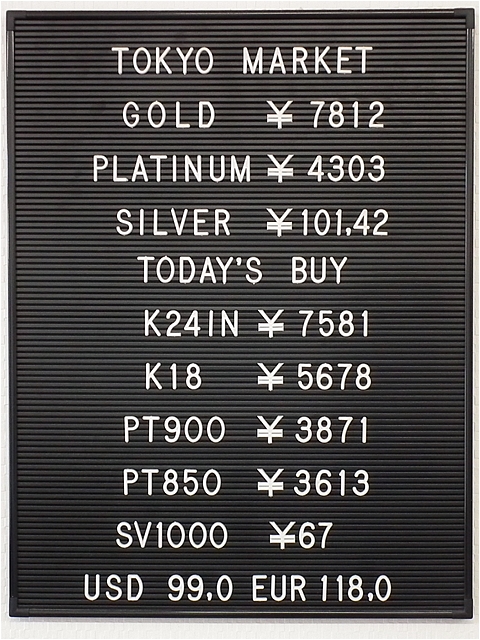 TOKYO MARKET
GOLD ¥ 7812
PLATINUM ¥ 4303
SILVER ¥101,42
TODAY'S BUY
K24IN ¥ 7581
K18 ¥ 5678
PT900 ¥ 3871
PT850 ¥ 3613
SV1000 ¥67
USD 99,0 EUR 118,0